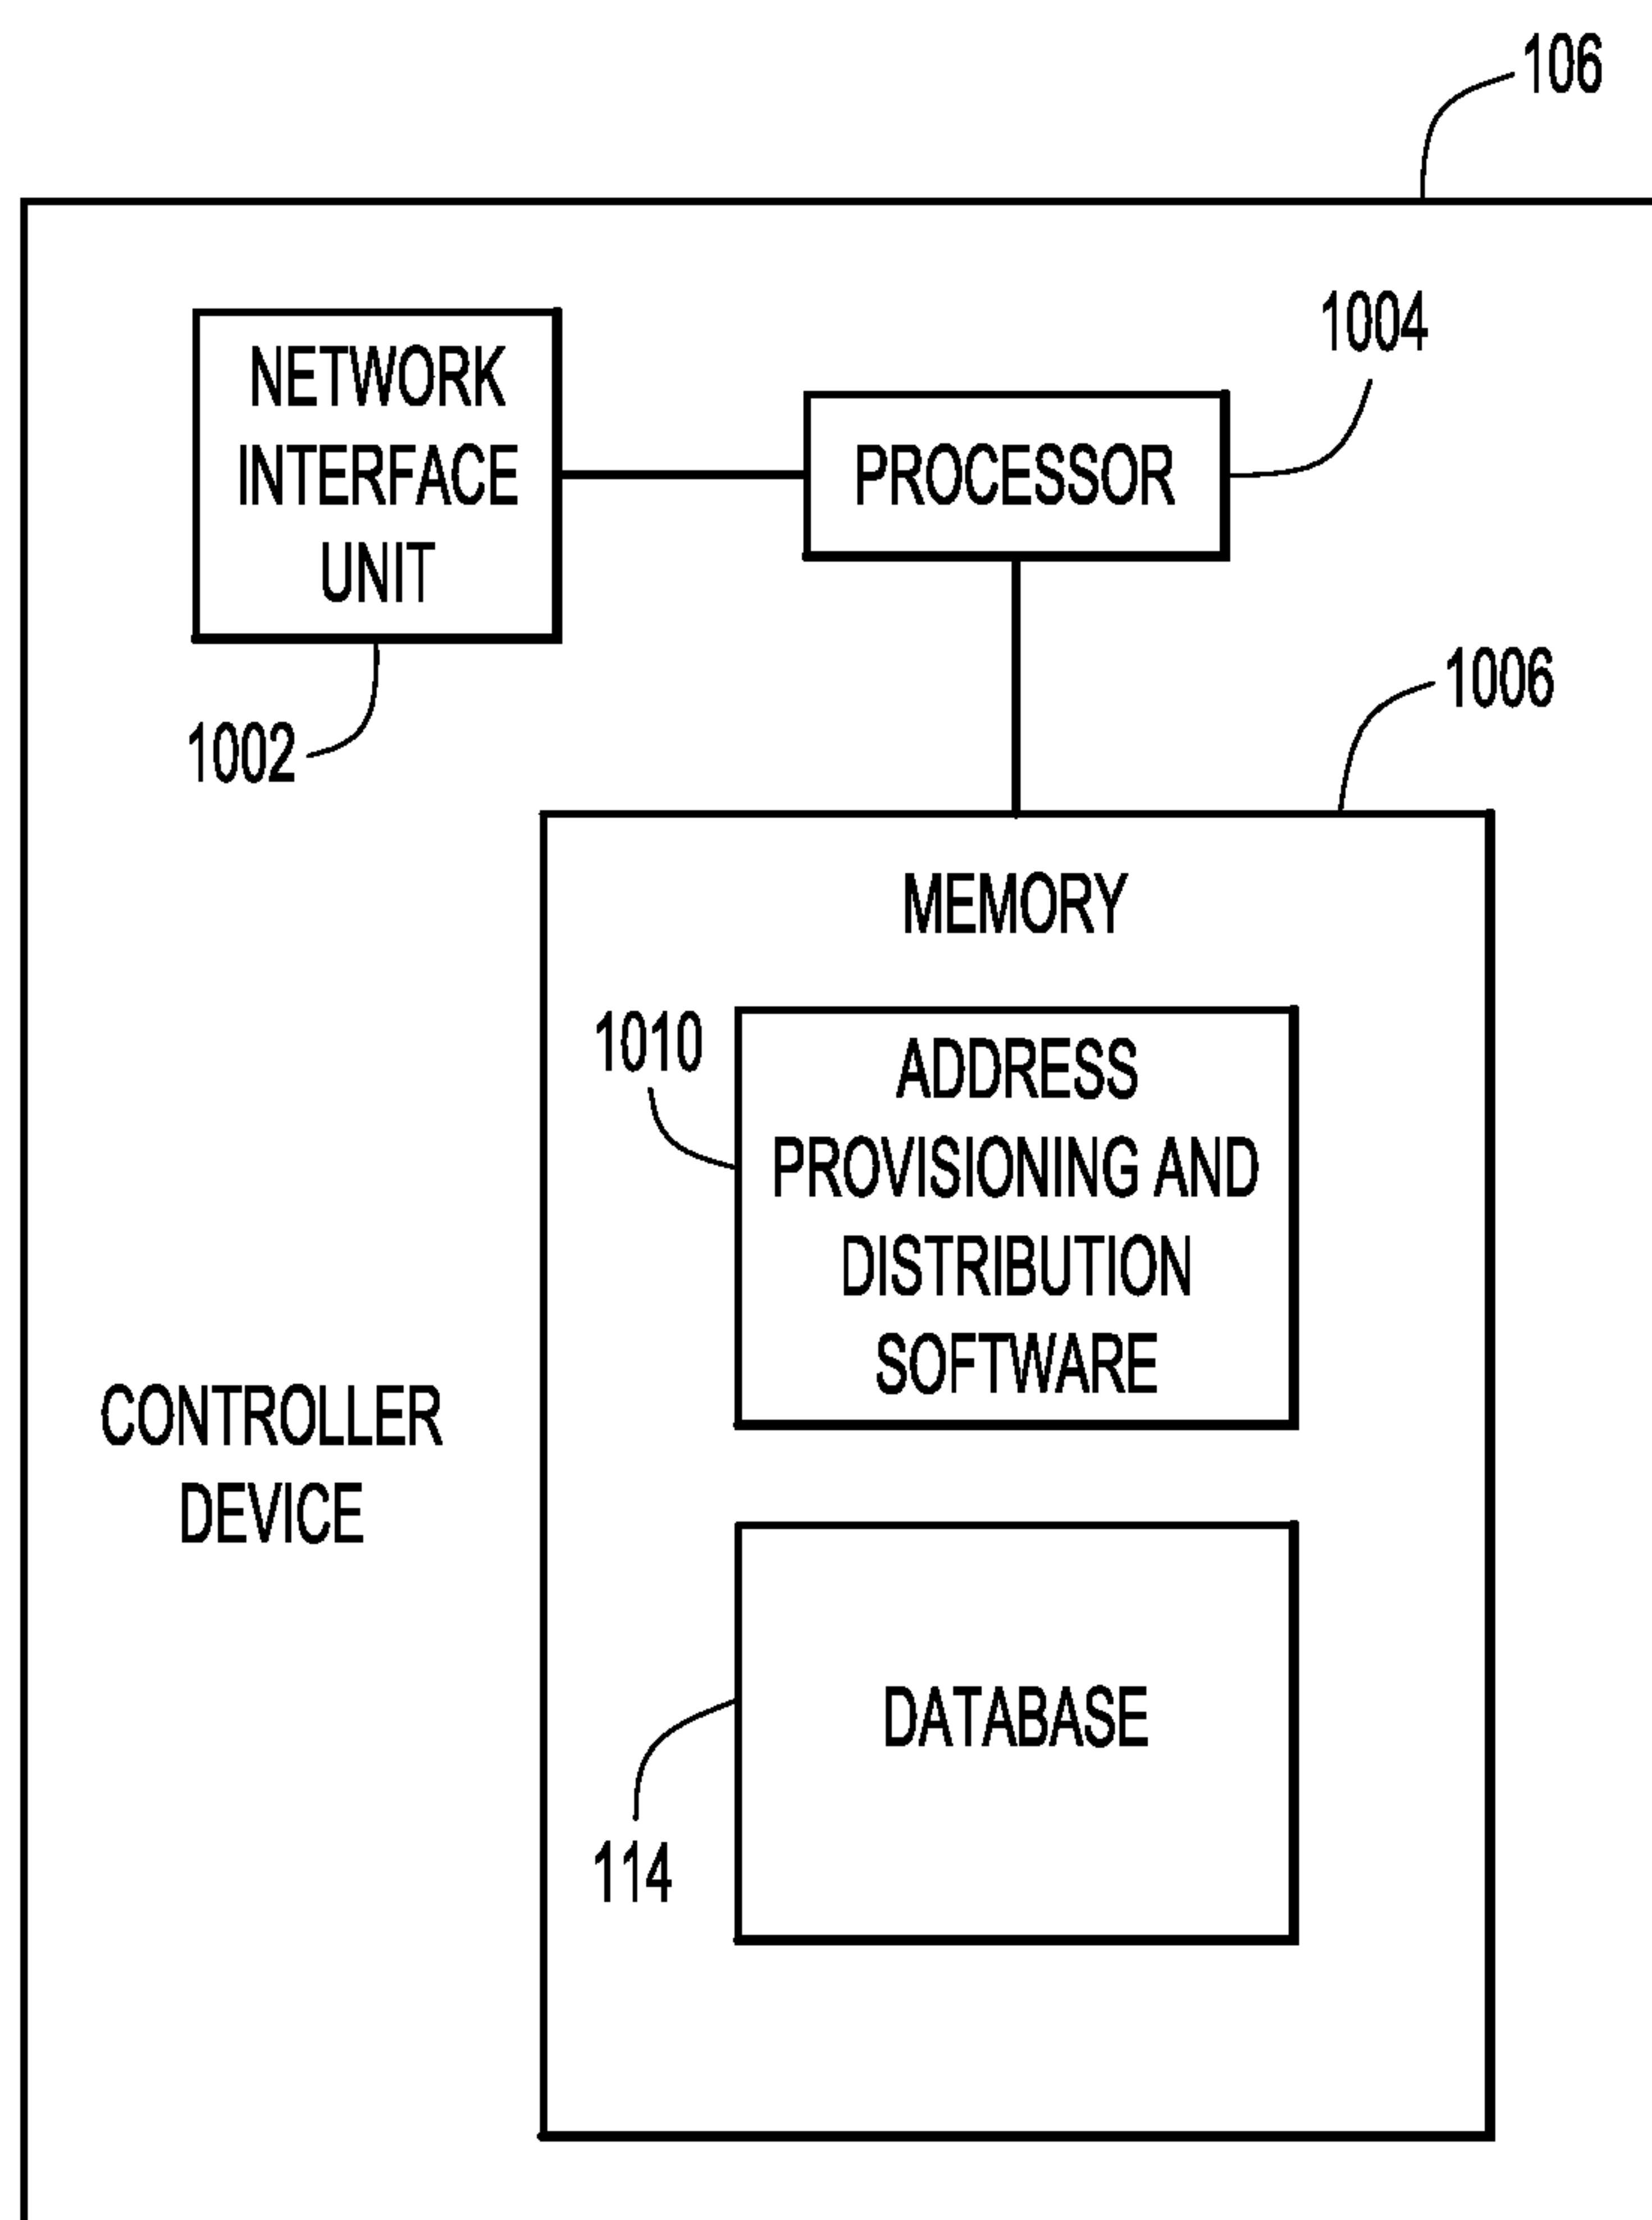 106
NETWORK
INTERFACE
UNIT
1002
PROCESSOR
1004
1006
MEMORY
1010
ADDRESS
PROVISIONING AND
DISTRIBUTION
SOFTWARE
CONTROLLER
DEVICE
DATABASE
114